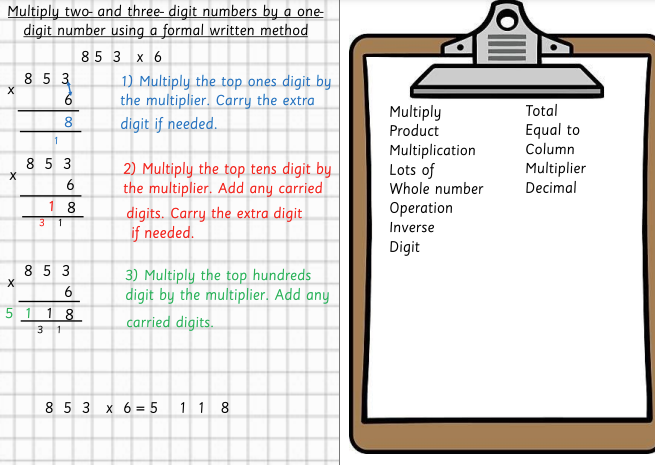 Multiply two- and three- digit numbers by a one-
digit number using a formal written method
853 x 6
8 5 3
x 6
8
1
1) Multiply the top ones digit by
the multiplier. Carry the extra
digit if needed.
8 5 3
x 6
1 8
3 1
2) Multiply the top tens digit by
the multiplier. Add any carried
digits. Carry the extra digit
if needed.
8 5 3
x 6
5 1 1 8
3 1
3) Multiply the top hundreds
digit by the multiplier. Add any
carried digits.
8 5 3 x 6 = 5 1 1 8
Multiply
Product
Multiplication
Lots of
Whole number
Operation
Inverse
Digit
Total
Equal to
Column
Multiplier
Decimal